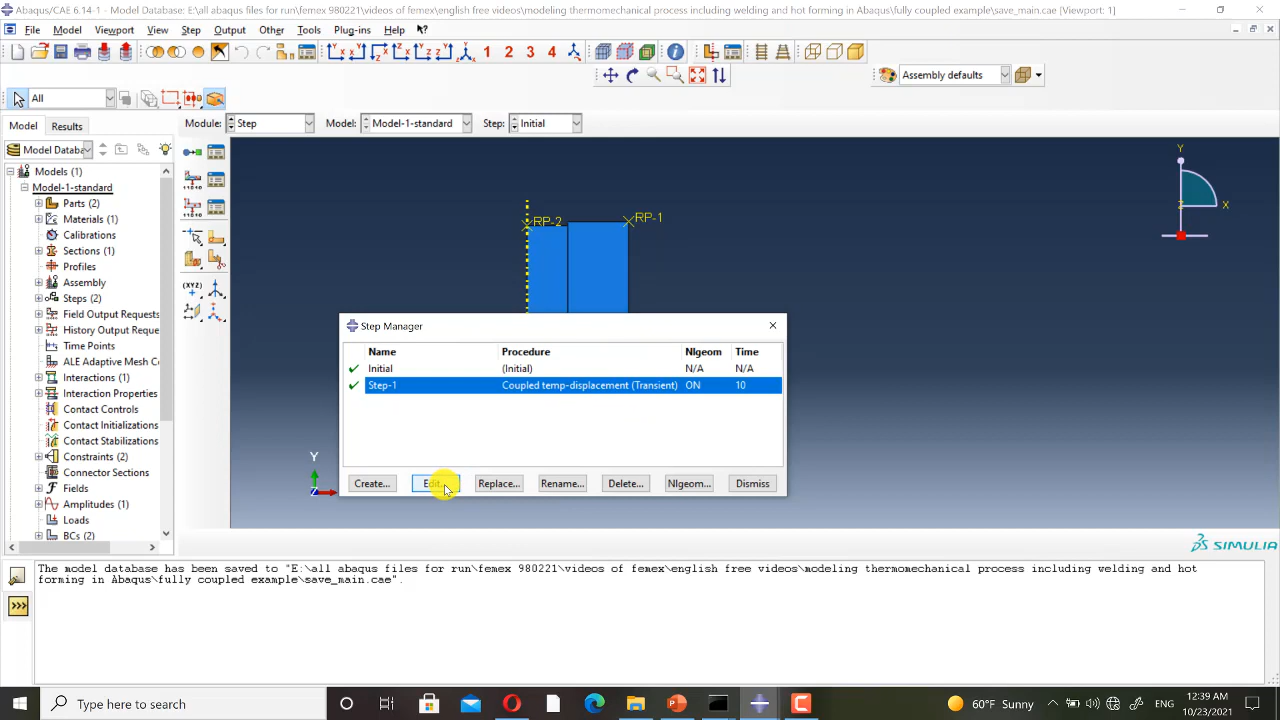 Abaqus/CAE 6.14-1 - Model Database: E:\all abaqus files for run\femex 980221\videos of femex\english free videos\modeling thermomechanical process including welding and hot forming in Abaqus\fully coupled example\save_main.cae [Viewport: 1]
File Model Viewport View Step Output Other Tools Plug-ins Help
1 2 3 4
Assembly defaults
All
Model Results
Module: Step Model: Model-1-standard Step: Initial
Model Databa
Models (1)
Model-1-standard
Parts (2)
Materials (1)
Calibrations
Sections (1)
Profiles
Assembly
Steps (2)
Field Output Reques
History Output Reque
Time Points
ALE Adaptive Mesh C
Interactions (1)
Interaction Properties
Contact Controls
Contact Initializations
Contact Stabilizations
Constraints (2)
Connector Sections
Fields
Amplitudes (1)
Loads
BCs (2)
(XYZ)
Y
X
Z
RP-2
RP-1
Step Manager
Name Procedure Nlgeom Time
Initial (Initial) N/A N/A
Step-1 Coupled temp-displacement (Transient) ON 10
Create... Edit... Replace... Rename... Delete... Nlgeom... Dismiss
Y
Z
SIMULIA
The model database has been saved to "E:\all abaqus files for run\femex 980221\videos of femex\english free videos\modeling thermomechanical process including welding and hot
forming in Abaqus\fully coupled example\save_main.cae".
>>>
Type here to search
68°F Sunny
ENG
12:39 AM
10/23/2021